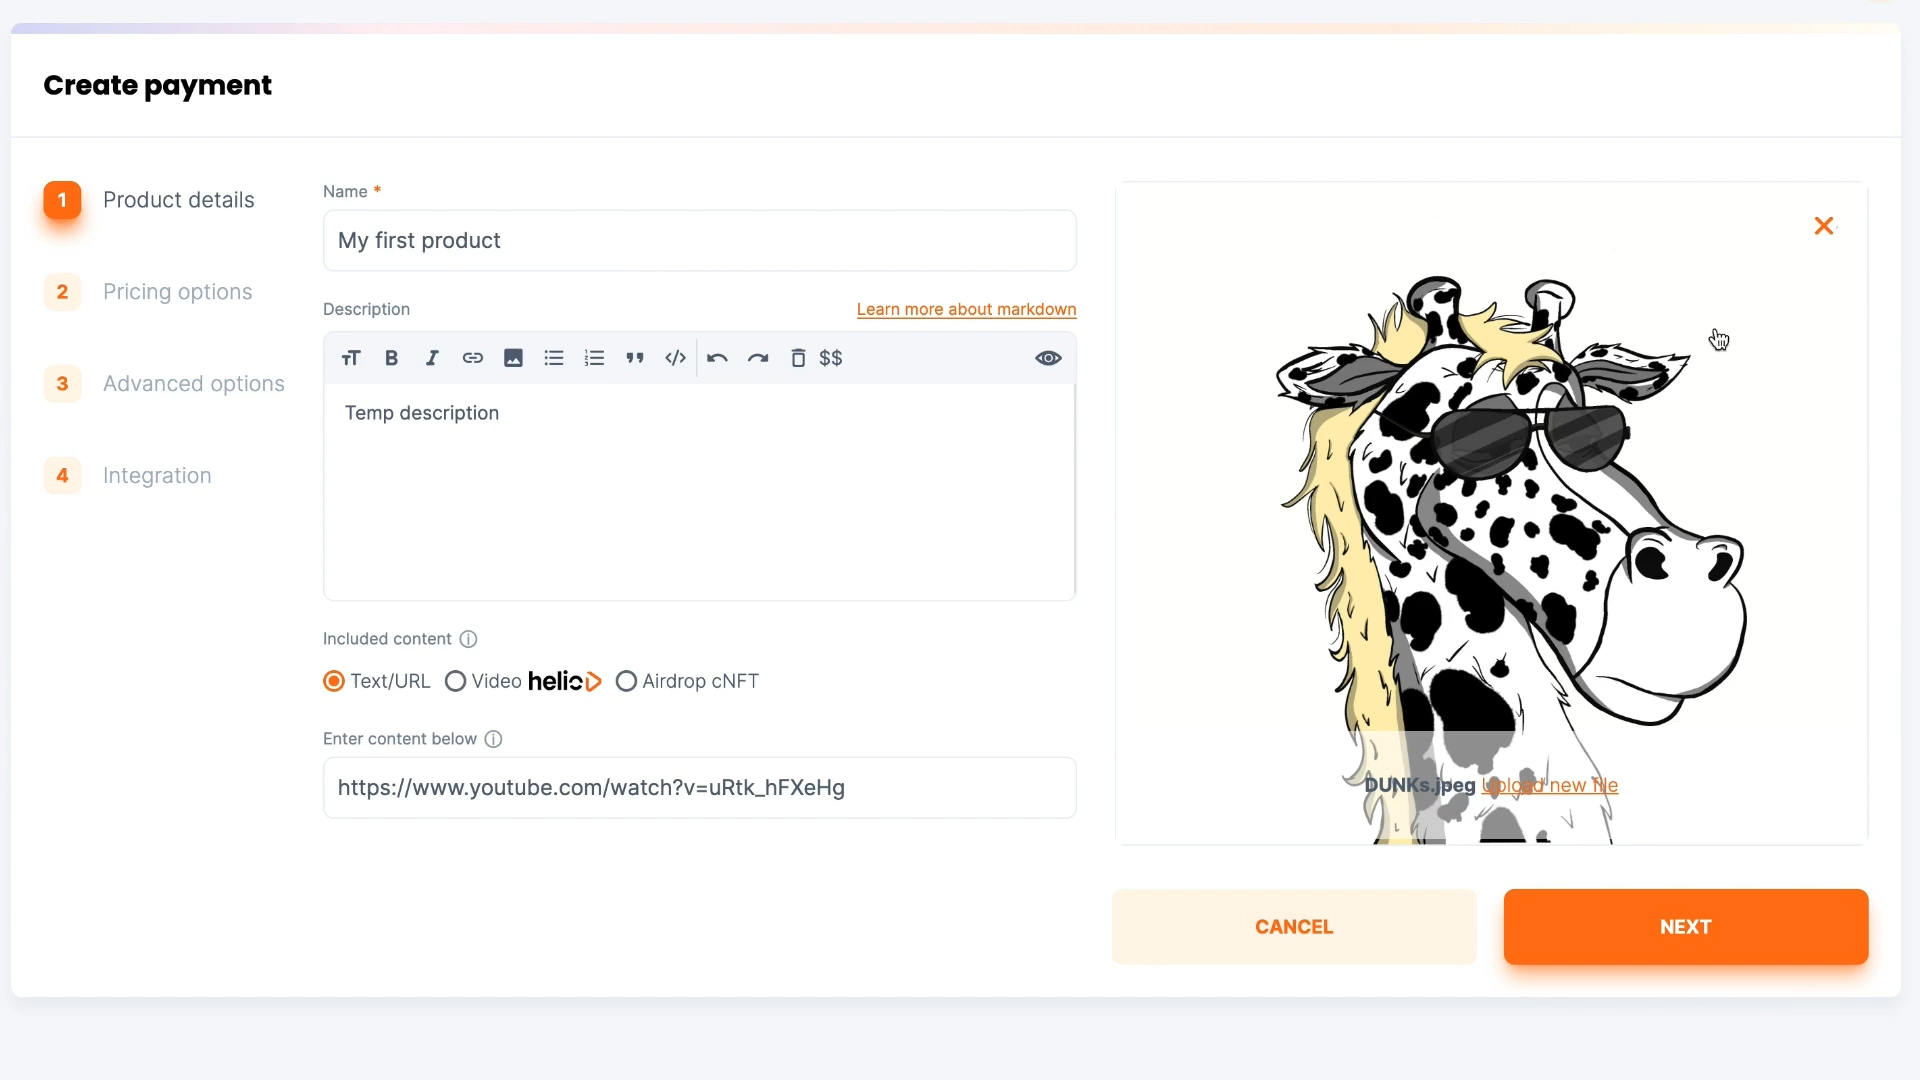 Create payment
1 Product details
2 Pricing options
3 Advanced options
4 Integration
Name *
My first product
Description Learn more about markdown
TT B I </> $$
Temp description
Included content
Text/URL Video helio Airdrop cNFT
Enter content below
https://www.youtube.com/watch?v=uRtk_hFXeHg
DUNKs.jpeg Upload new file
CANCEL NEXT